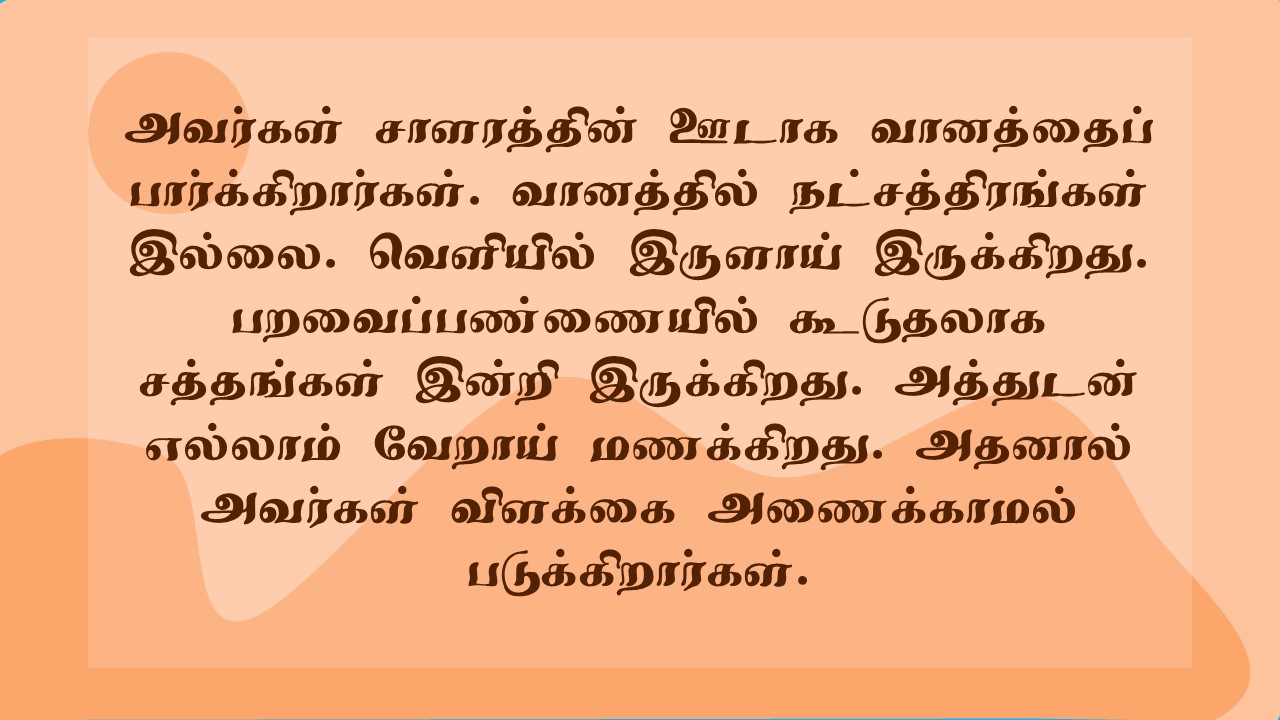 அவர்கள் சாளரத்தின் ஊடாக வானத்தைப்
பார்க்கிறார்கள். வானத்தில் நட்சத்திரங்கள்
இல்லை. வெளியில் இருளாய் இருக்கிறது.
பறவைப்பண்ணையில் கூடுதலாக
சத்தங்கள் இன்றி இருக்கிறது. அத்துடன்
எல்லாம் வேறாய் மணக்கிறது. அதனால்
அவர்கள் விளக்கை அணைக்காமல்
படுக்கிறார்கள்.